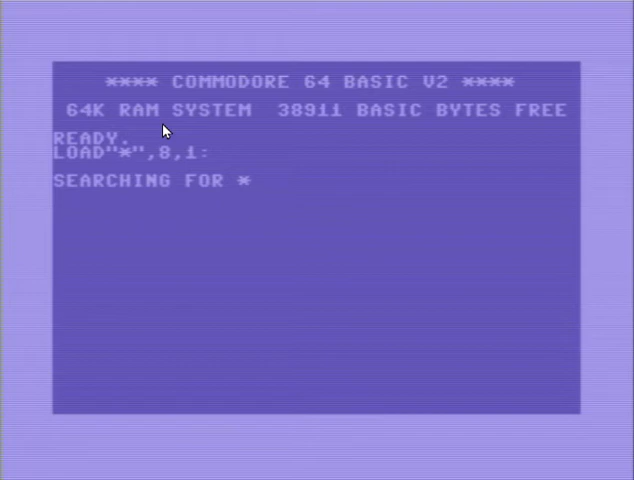 **** COMMODORE 64 BASIC V2 ****
64K RAM SYSTEM 38911 BASIC BYTES FREE
READY.
LOAD"*",8,1:
SEARCHING FOR *